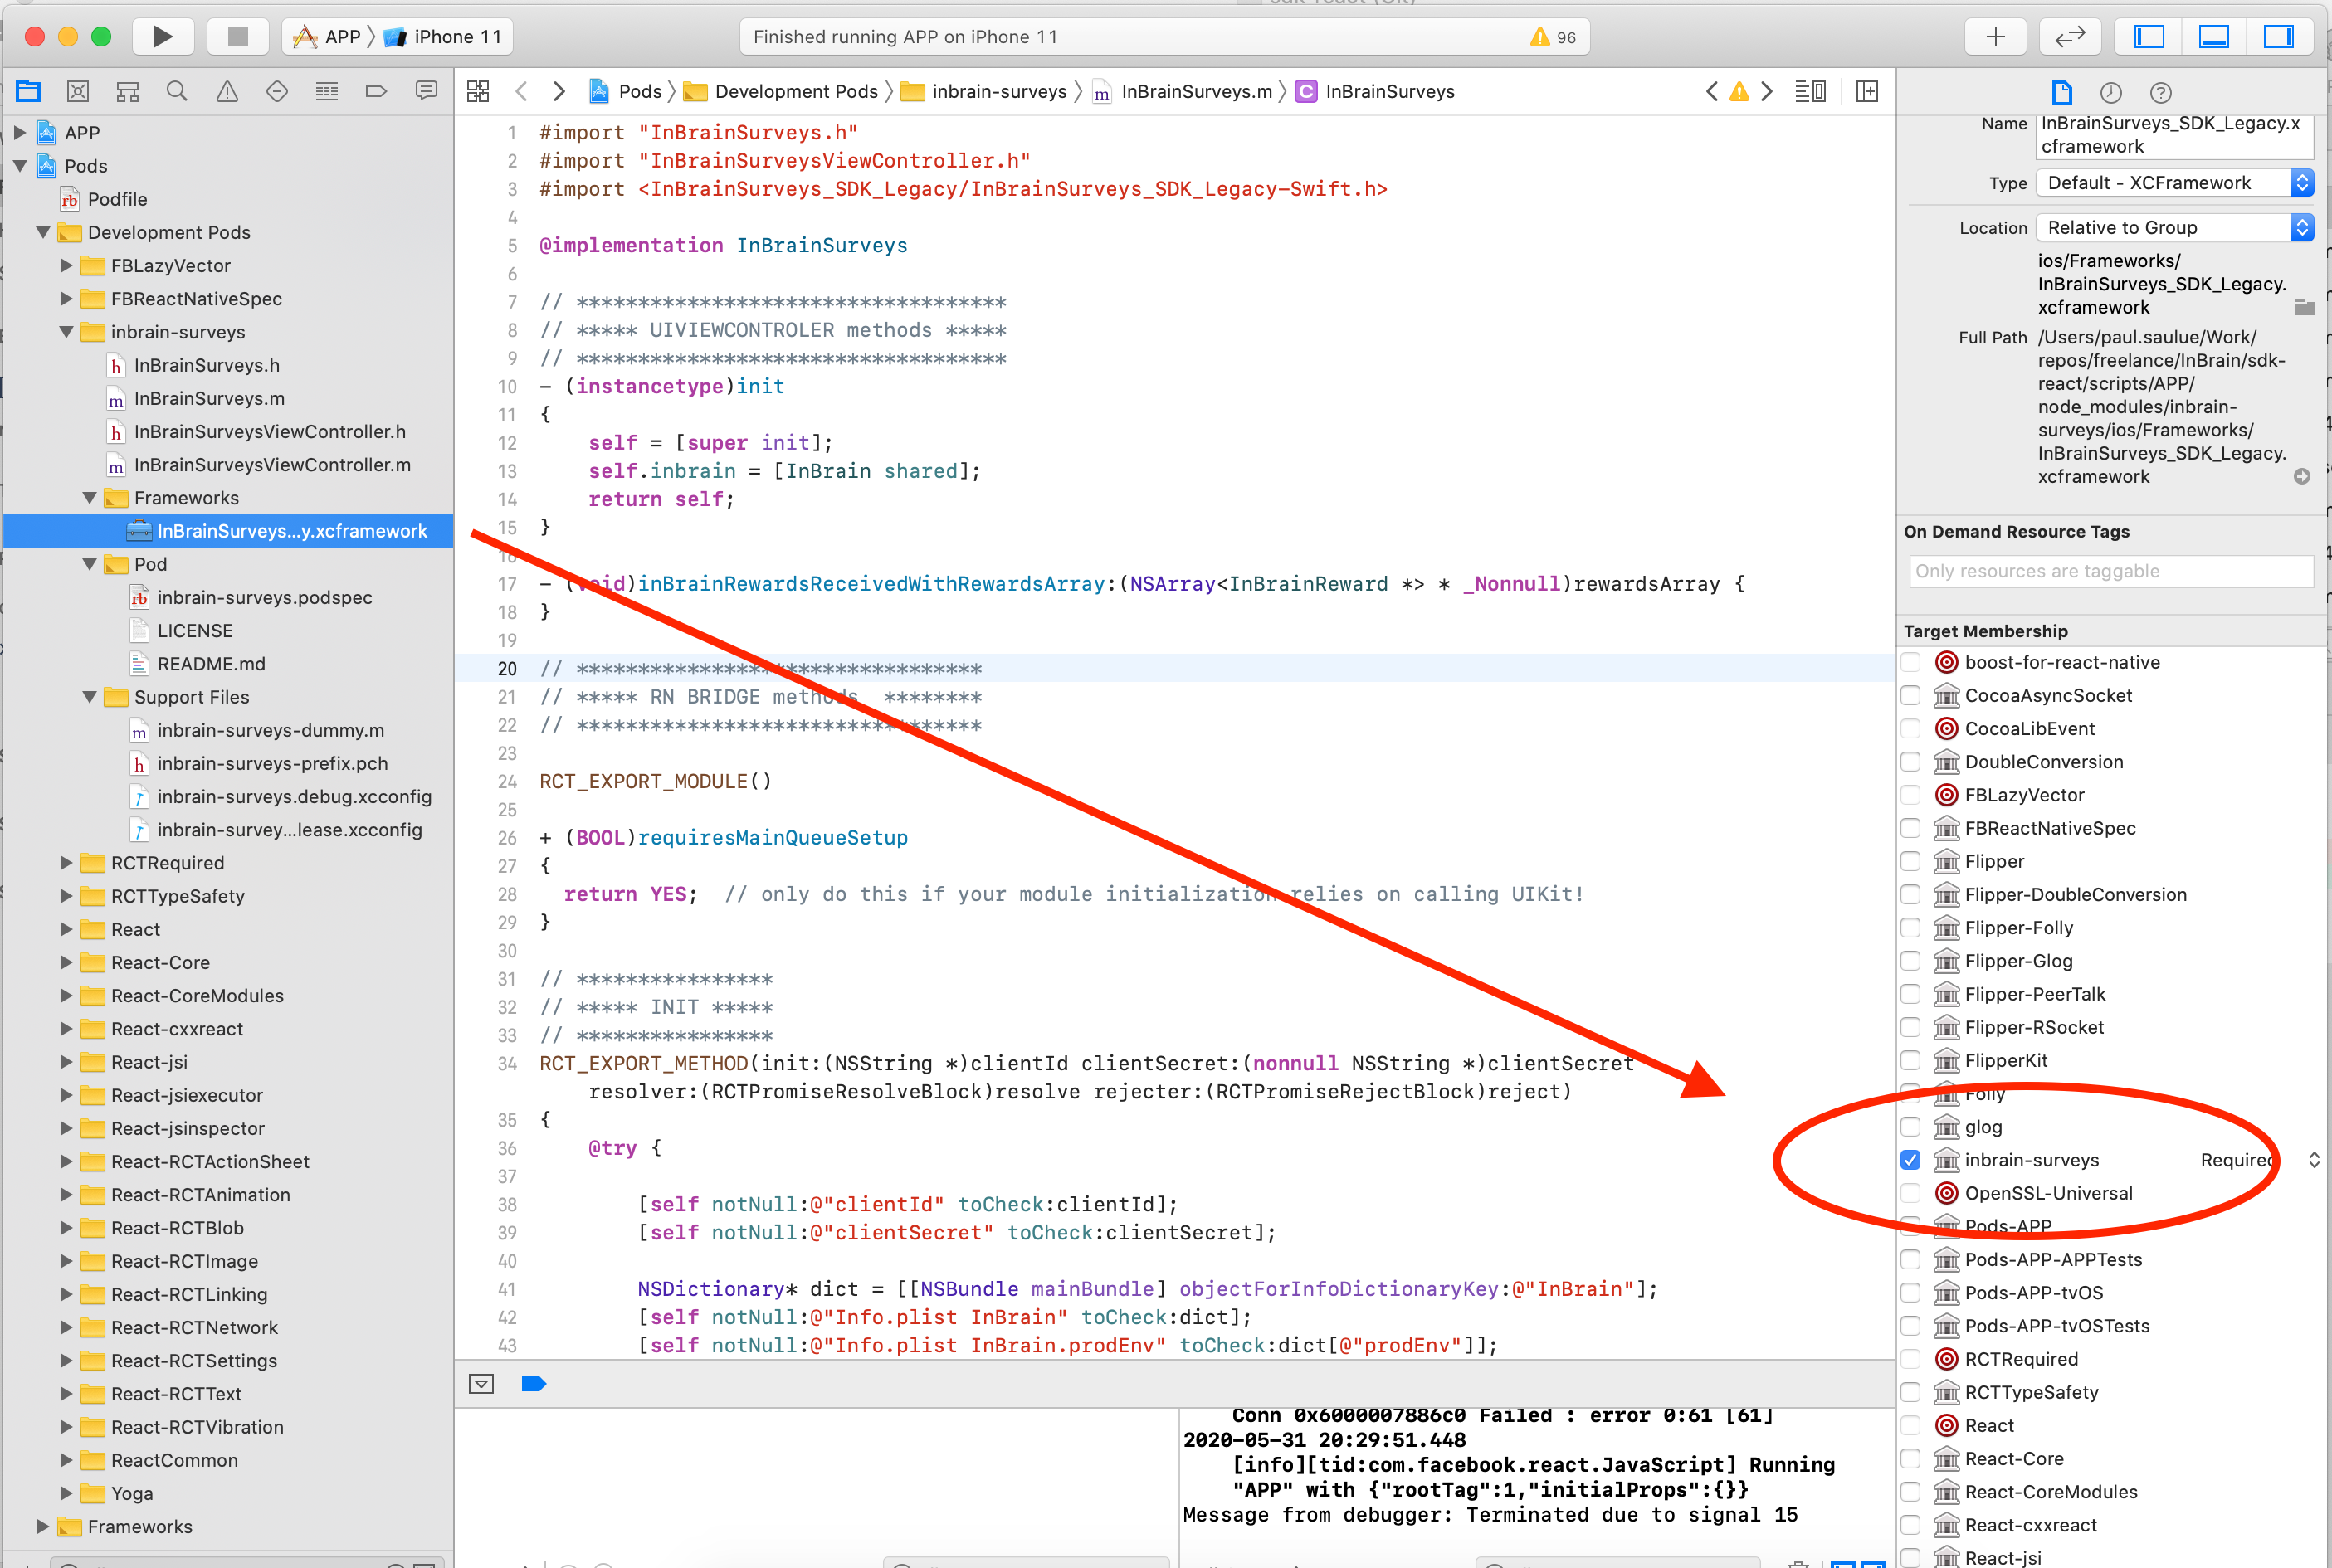 APP
iPhone 11
Finished running APP on iPhone 11
96
Pods
Development Pods
inbrain-surveys
InBrainSurveys.m
InBrainSurveys
APP
Pods
Podfile
Development Pods
FBLazyVector
FBReactNativeSpec
inbrain-surveys
InBrainSurveys.h
InBrainSurveys.m
InBrainSurveysViewController.h
InBrainSurveysViewController.m
Frameworks
InBrainSurveys...y.xcframework
Pod
inbrain-surveys.podspec
LICENSE
README.md
Support Files
inbrain-surveys-dummy.m
inbrain-surveys-prefix.pch
inbrain-surveys.debug.xcconfig
inbrain-survey...lease.xcconfig
RCTRequired
RCTTypeSafety
React
React-Core
React-CoreModules
React-cxxreact
React-jsi
React-jsiexecutor
React-jsinspector
React-RCTActionSheet
React-RCTAnimation
React-RCTBlob
React-RCTImage
React-RCTLinking
React-RCTNetwork
React-RCTSettings
React-RCTText
React-RCTVibration
ReactCommon
Yoga
Frameworks
1 #import "InBrainSurveys.h"
2 #import "InBrainSurveysViewController.h"
3 #import <InBrainSurveys_SDK_Legacy/InBrainSurveys_SDK_Legacy-Swift.h>
4
5 @implementation InBrainSurveys
6
7 // ***********************************
8 // ***** UIVIEWCONTROLER methods *****
9 // ***********************************
10 - (instancetype)init
11 {
12 self = [super init];
13 self.inbrain = [InBrain shared];
14 return self;
15 }
16
17 - (void)inBrainRewardsReceivedWithRewardsArray:(NSArray<InBrainReward *> * _Nonnull)rewardsArray {
18 }
19
20 // *********************************
21 // ***** RN BRIDGE methods ********
22 // *********************************
23
24 RCT_EXPORT_MODULE()
25
26 + (BOOL)requiresMainQueueSetup
27 {
28 return YES; // only do this if your module initialization relies on calling UIKit!
29 }
30
31 // ****************
32 // ***** INIT *****
33 // ****************
34 RCT_EXPORT_METHOD(init:(NSString *)clientId clientSecret:(nonnull NSString *)clientSecret
resolver:(RCTPromiseResolveBlock)resolve rejecter:(RCTPromiseRejectBlock)reject)
35 {
36 @try {
37
38 [self notNull:@"clientId" toCheck:clientId];
39 [self notNull:@"clientSecret" toCheck:clientSecret];
40
41 NSDictionary* dict = [[NSBundle mainBundle] objectForInfoDictionaryKey:@"InBrain"];
42 [self notNull:@"Info.plist InBrain" toCheck:dict];
43 [self notNull:@"Info.plist InBrain.prodEnv" toCheck:dict[@"prodEnv"]];
Conn 0x6000007886c0 Failed : error 0:61 [61]
2020-05-31 20:29:51.448
[info][tid:com.facebook.react.JavaScript] Running
"APP" with {"rootTag":1,"initialProps":{}}
Message from debugger: Terminated due to signal 15
Name InBrainSurveys_SDK_Legacy.x
cframework
Type Default - XCFramework
Location Relative to Group
ios/Frameworks/
InBrainSurveys_SDK_Legacy.
xcframework
Full Path /Users/paul.saulue/Work/
repos/freelance/InBrain/sdk-
react/scripts/APP/
node_modules/inbrain-
surveys/ios/Frameworks/
InBrainSurveys_SDK_Legacy.
xcframework
On Demand Resource Tags
Only resources are taggable
Target Membership
boost-for-react-native
CocoaAsyncSocket
CocoaLibEvent
DoubleConversion
FBLazyVector
FBReactNativeSpec
Flipper
Flipper-DoubleConversion
Flipper-Folly
Flipper-Glog
Flipper-PeerTalk
Flipper-RSocket
FlipperKit
Folly
glog
inbrain-surveys Required
OpenSSL-Universal
Pods-APP
Pods-APP-APPTests
Pods-APP-tvOS
Pods-APP-tvOSTests
RCTRequired
RCTTypeSafety
React
React-Core
React-CoreModules
React-cxxreact
React-jsi